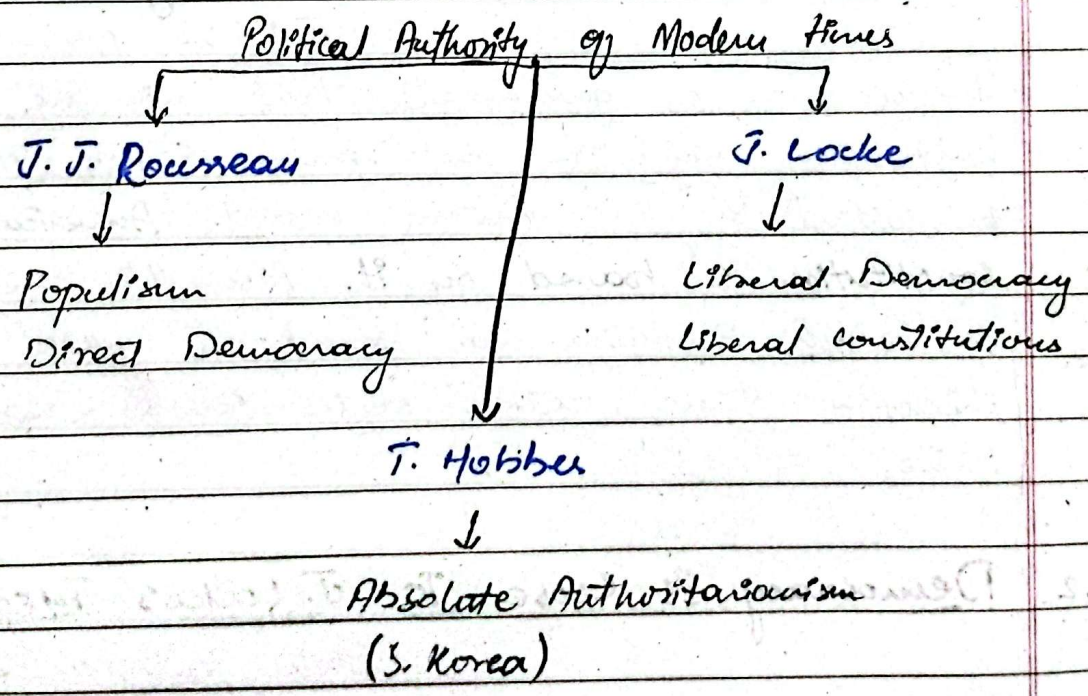 Political Authority of Modern times
J. J. Rousseau
Populism
Direct Democracy
J. Locke
Liberal Democracy
Liberal Constitutions
T. Hobbes
Absolute Authoritarianism
(S. Korea)